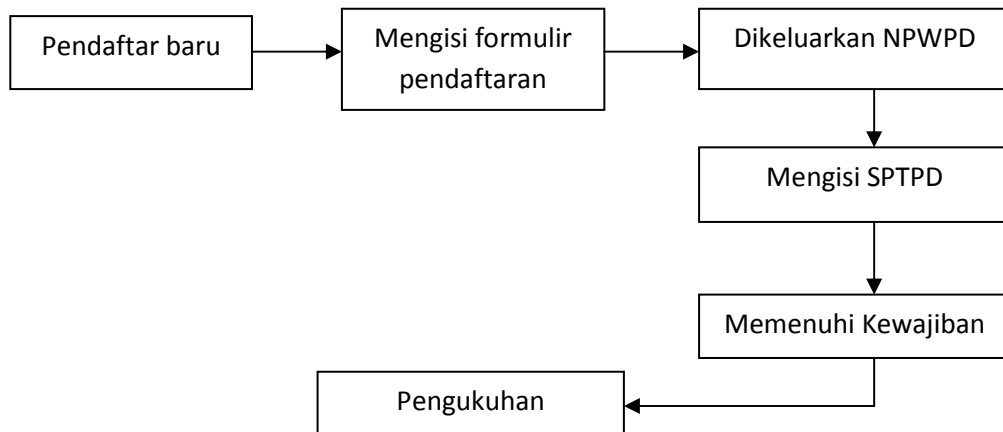 Pendaftar baru
Mengisi formulir
pendaftaran
Dikeluarkan NPWPD
Mengisi SPTPD
Memenuhi Kewajiban
Pengukuhan